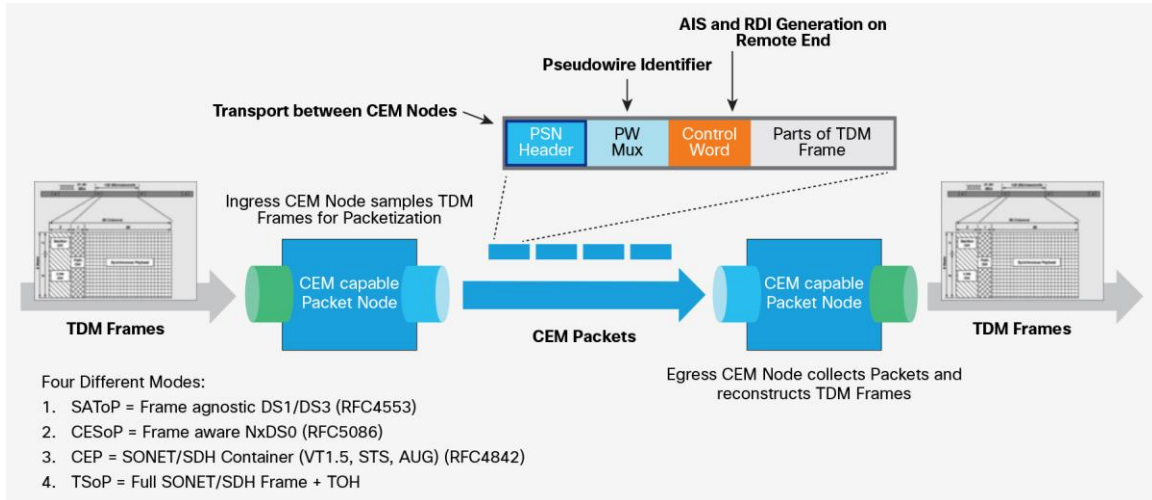 AIS and RDI Generation on
Remote End
Pseudowire Identifier
Transport between CEM Nodes
PSN
Header
PW
Mux
Control
Word
Parts of TDM
Frame
Ingress CEM Node samples TDM
Frames for Packetization
CEM capable
Packet Node
CEM capable
Packet Node
TDM Frames
CEM Packets
TDM Frames
Egress CEM Node collects Packets and
reconstructs TDM Frames
Four Different Modes:
1. SAToP = Frame agnostic DS1/DS3 (RFC4553)
2. CESoP = Frame aware NxDS0 (RFC5086)
3. CEP = SONET/SDH Container (VT1.5, STS, AUG) (RFC4842)
4. TSoP = Full SONET/SDH Frame + TOH